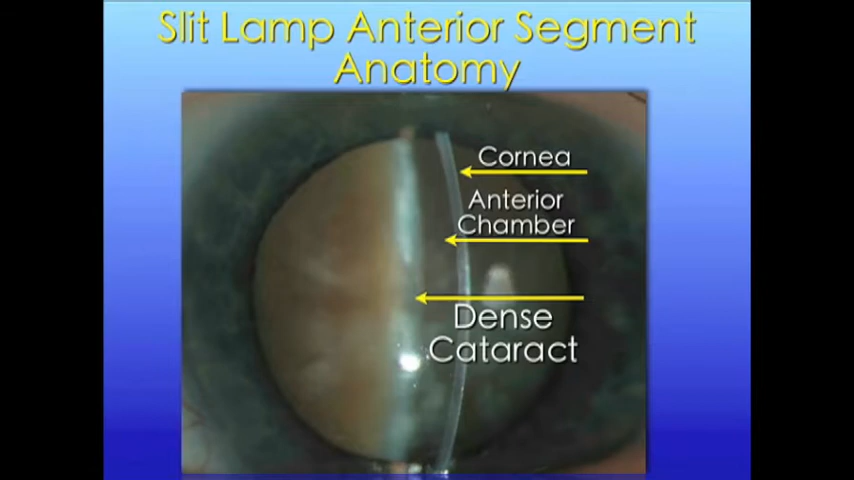 Slit Lamp Anterior Segment
Anatomy
Cornea
Anterior
Chamber
Dense
Cataract